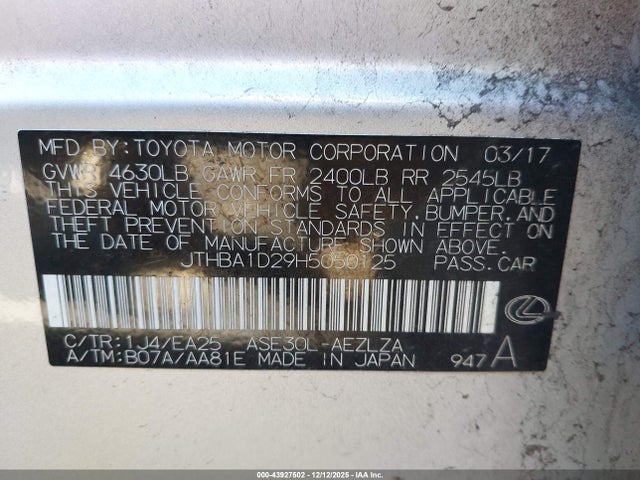 MFD. BY: TOYOTA MOTOR CORPORATION 03/17
GVWR 4630LB GAWR FR 2400LB RR 2545LB
THIS VEHICLE CONFORMS TO ALL APPLICABLE
FEDERAL MOTOR VEHICLE SAFETY, BUMPER, AND
THEFT PREVENTION STANDARDS IN EFFECT ON
THE DATE OF MANUFACTURE SHOWN ABOVE.
JTHBA1D29H5050125 PASS. CAR
C/TR: 1J4/EA25 ASE30L-AEZLZA
A/TM: B07A/AA81E MADE IN JAPAN 947 A
000-43927502 - 12/12/2025 - IAA Inc.